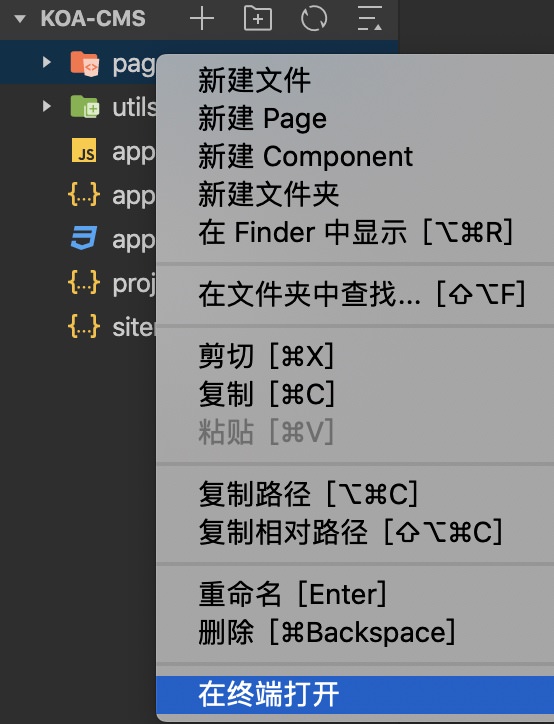 KOA-CMS
pag
utils
app
app
app
proj
siter
JS
新建文件
新建 Page
新建 Component
新建文件夹
在 Finder 中显示 [⌥⌘R]
在文件夹中查找... [⇧⌥F]
剪切 [⌘X]
复制 [⌘C]
粘贴 [⌘V]
复制路径 [⌥⌘C]
复制相对路径 [⇧⌥⌘C]
重命名 [Enter]
删除 [⌘Backspace]
在终端打开